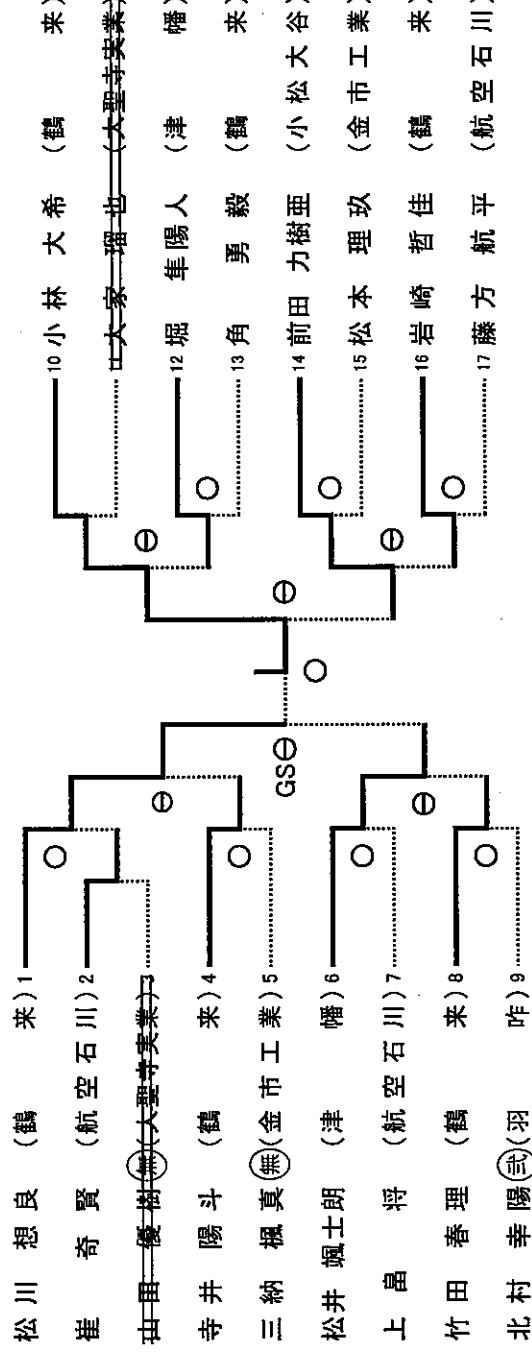 松川 想良 (鶴 来) 1
崔 奇賢 (航空石川) 2
山田 優樹 ㊇(大聖寺実業) 3
寺井 陽斗 (鶴 来) 4
三納 楓真 (無)(金市工業) 5
松井 颯士朗 (津 幡) 6
上畠 将 (航空石川) 7
竹田 春理 (鶴 来) 8
北村 幸陽 (弐)(羽 咋) 9
GS
10 小林 大希 (鶴 来)
11 大家 瑠也 (大聖寺実業)
12 堀 隼陽人 (津 幡)
13 角 勇毅 (鶴 来)
14 前田 力樹亜 (小松大谷)
15 松本 理玖 (金市工業)
16 岩崎 哲佳 (鶴 来)
17 藤方 航平 (航空石川)